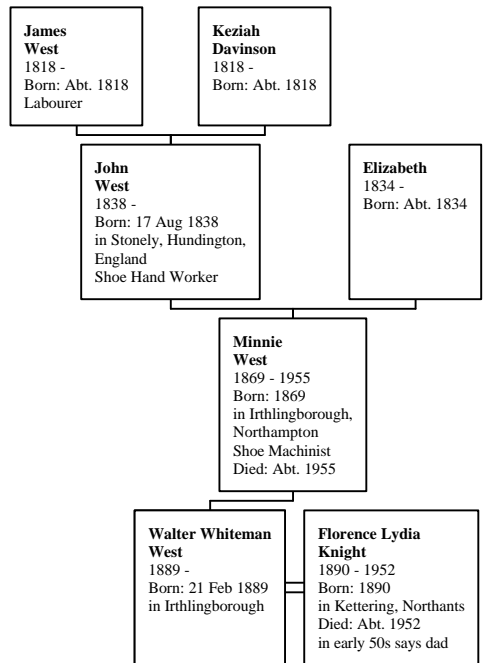 James
West
1818 -
Born: Abt. 1818
Labourer
Keziah
Davinson
1818 -
Born: Abt. 1818
John
West
1838 -
Born: 17 Aug 1838
in Stonely, Hundington,
England
Shoe Hand Worker
Elizabeth
1834 -
Born: Abt. 1834
Minnie
West
1869 - 1955
Born: 1869
in Irthlingborough,
Northampton
Shoe Machinist
Died: Abt. 1955
Walter Whiteman
West
1889 -
Born: 21 Feb 1889
in Irthlingborough
Florence Lydia
Knight
1890 - 1952
Born: 1890
in Kettering, Northants
Died: Abt. 1952
in early 50s says dad